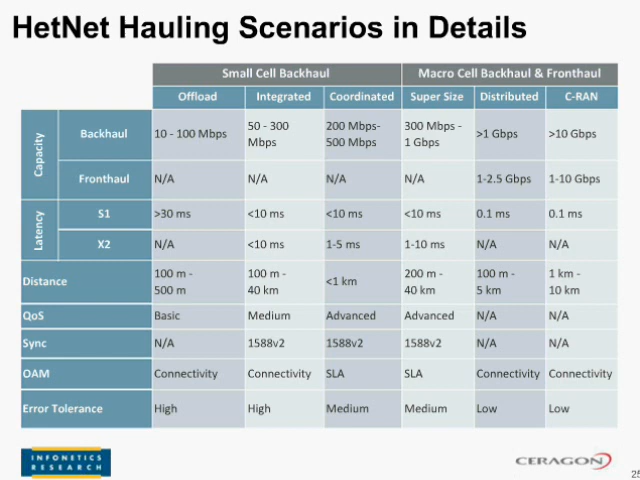 HetNet Hauling Scenarios in Details
Small Cell Backhaul Macro Cell Backhaul & Fronthaul
Offload Integrated Coordinated Super Size Distributed C-RAN
Capacity
Backhaul 10 - 100 Mbps 50 - 300 Mbps 200 Mbps- 500 Mbps 300 Mbps - 1 Gbps >1 Gbps >10 Gbps
Fronthaul N/A N/A N/A N/A 1-2.5 Gbps 1-10 Gbps
Latency
S1 >30 ms <10 ms <10 ms <10 ms 0.1 ms 0.1 ms
X2 N/A <10 ms 1-5 ms 1-10 ms N/A N/A
Distance 100 m - 500 m 100 m - 40 km <1 km 200 m - 40 km 100 m - 5 km 1 km - 10 km
QoS Basic Medium Advanced Advanced N/A N/A
Sync N/A 1588v2 1588v2 1588v2 N/A N/A
OAM Connectivity Connectivity SLA SLA Connectivity Connectivity
Error Tolerance High High Medium Medium Low Low
INFONETICS
RESEARCH
CERAGON
25